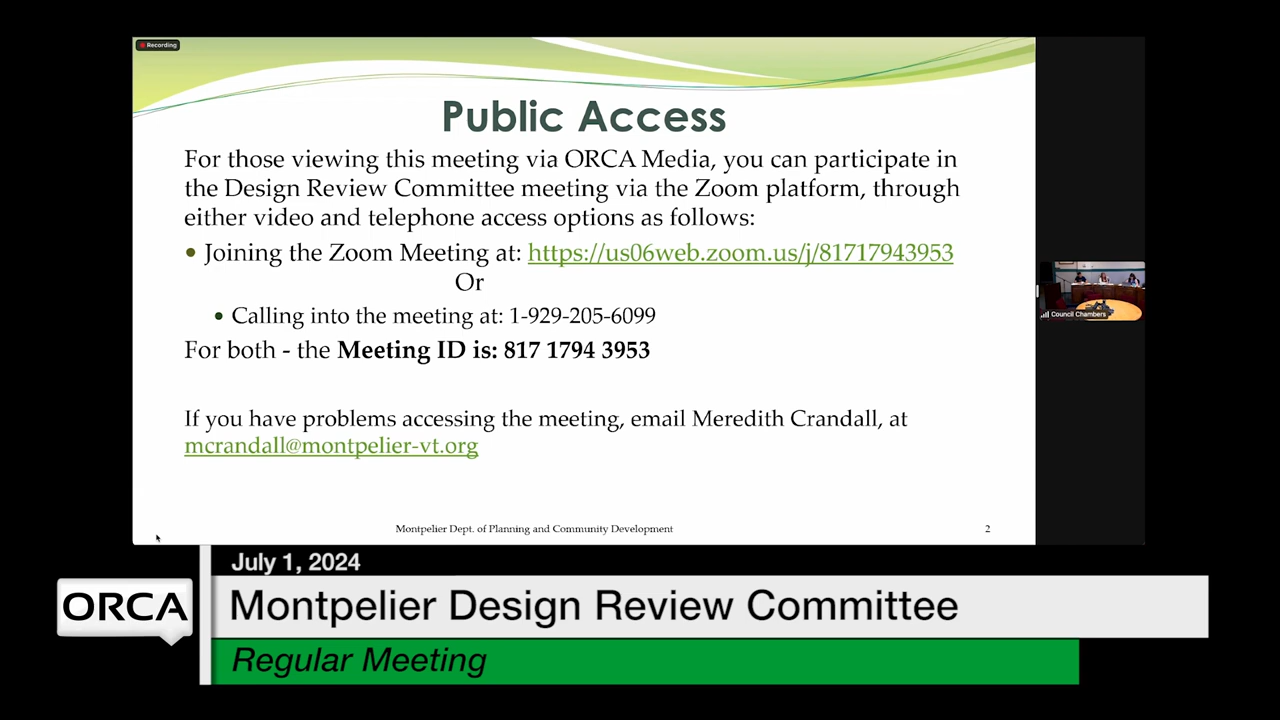 Recording
Public Access
For those viewing this meeting via ORCA Media, you can participate in
the Design Review Committee meeting via the Zoom platform, through
either video and telephone access options as follows:
• Joining the Zoom Meeting at: https://us06web.zoom.us/j/81717943953
Or
• Calling into the meeting at: 1-929-205-6099
For both - the Meeting ID is: 817 1794 3953
If you have problems accessing the meeting, email Meredith Crandall, at
mcrandall@montpelier-vt.org
Montpelier Dept. of Planning and Community Development
2
Council Chambers
July 1, 2024
ORCA
Montpelier Design Review Committee
Regular Meeting